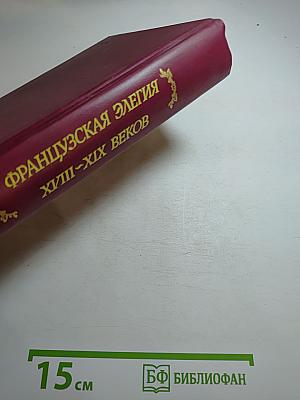 ФРАНЦУЗСКАЯ ЭЛЕГИЯ
XVIII–XIX ВЕКОВ
15 см
БФ БИБЛИОФАН